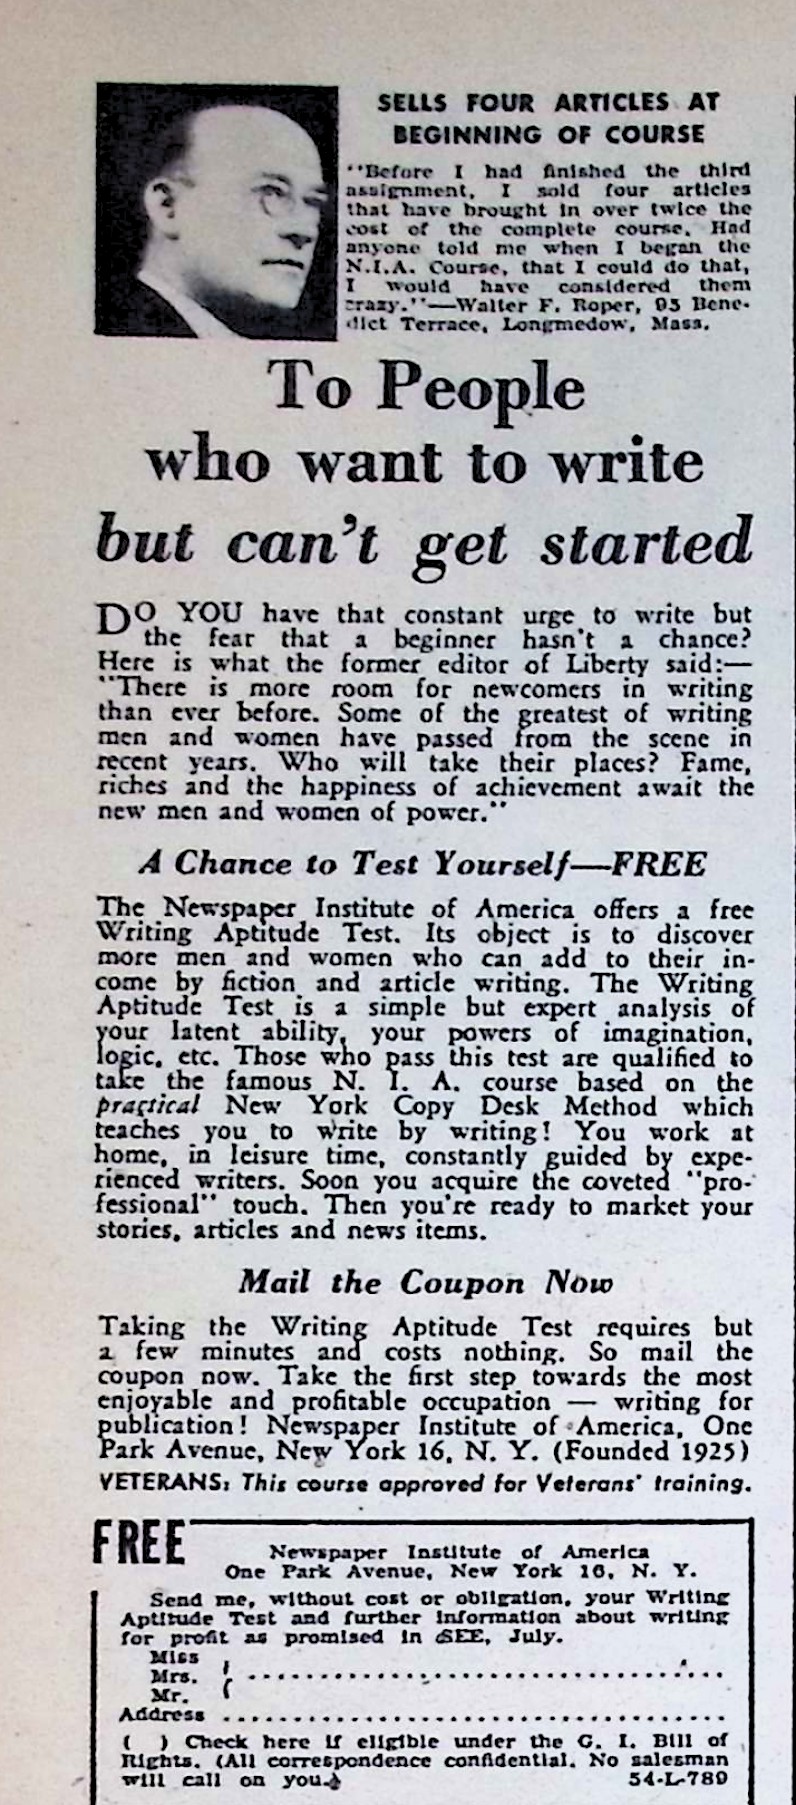 SELLS FOUR ARTICLES AT
BEGINNING OF COURSE
"Before I had finished the third
assignment, I sold four articles
that have brought in over twice the
cost of the complete course. Had
anyone told me when I began the
N.I.A. Course, that I could do that,
I would have considered them
crazy."—Walter F. Roper, 95 Bene-
dict Terrace, Longmedow, Mass.
To People
who want to write
but can't get started
DO YOU have that constant urge to write but
the fear that a beginner hasn't a chance?
Here is what the former editor of Liberty said:—
"There is more room for newcomers in writing
than ever before. Some of the greatest of writing
men and women have passed from the scene in
recent years. Who will take their places? Fame,
riches and the happiness of achievement await the
new men and women of power."
A Chance to Test Yourself—FREE
The Newspaper Institute of America offers a free
Writing Aptitude Test. Its object is to discover
more men and women who can add to their in-
come by fiction and article writing. The Writing
Aptitude Test is a simple but expert analysis of
your latent ability, your powers of imagination,
logic, etc. Those who pass this test are qualified to
take the famous N. I. A. course based on the
practical New York Copy Desk Method which
teaches you to write by writing! You work at
home, in leisure time, constantly guided by expe-
rienced writers. Soon you acquire the coveted "pro-
fessional" touch. Then you're ready to market your
stories, articles and news items.
Mail the Coupon Now
Taking the Writing Aptitude Test requires but
a few minutes and costs nothing. So mail the
coupon now. Take the first step towards the most
enjoyable and profitable occupation — writing for
publication! Newspaper Institute of America, One
Park Avenue, New York 16, N. Y. (Founded 1925)
VETERANS: This course approved for Veterans' training.
FREE
Newspaper Institute of America
One Park Avenue, New York 16, N. Y.
Send me, without cost or obligation, your Writing
Aptitude Test and further information about writing
for profit as promised in SEE, July.
Miss
Mrs.
Mr.
Address
( ) Check here if eligible under the G. I. Bill of
Rights. (All correspondence confidential. No salesman
will call on you.) 54-L-789